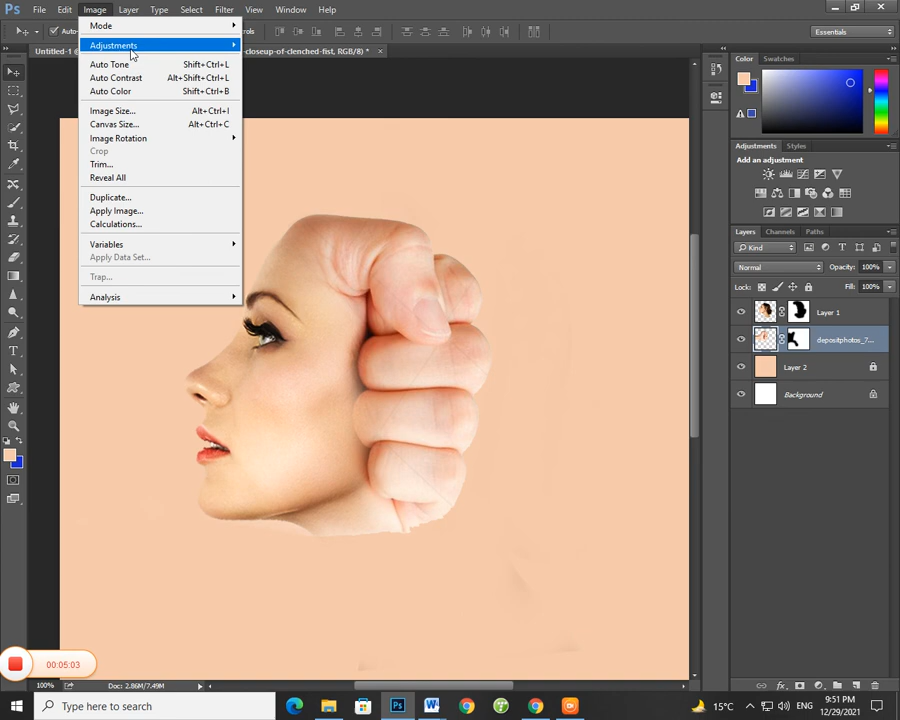 Ps File Edit Image Layer Type Select Filter View Window Help
Essentials
Untitled-1 @ -closeup-of-clenched-fist, RGB/8) * ×
Mode
Adjustments
Auto Tone Shift+Ctrl+L
Auto Contrast Alt+Shift+Ctrl+L
Auto Color Shift+Ctrl+B
Image Size... Alt+Ctrl+I
Canvas Size... Alt+Ctrl+C
Image Rotation
Crop
Trim...
Reveal All
Duplicate...
Apply Image...
Calculations...
Variables
Apply Data Set...
Trap...
Analysis
Color Swatches
Adjustments Styles
Add an adjustment
Layers Channels Paths
Kind
Normal Opacity: 100%
Lock: Fill: 100%
Layer 1
depositphotos_7...
Layer 2
Background
00:05:03
100% Doc: 2.86M/7.49M
Type here to search
Ps W 15°C ENG 9:51 PM
12/29/2021